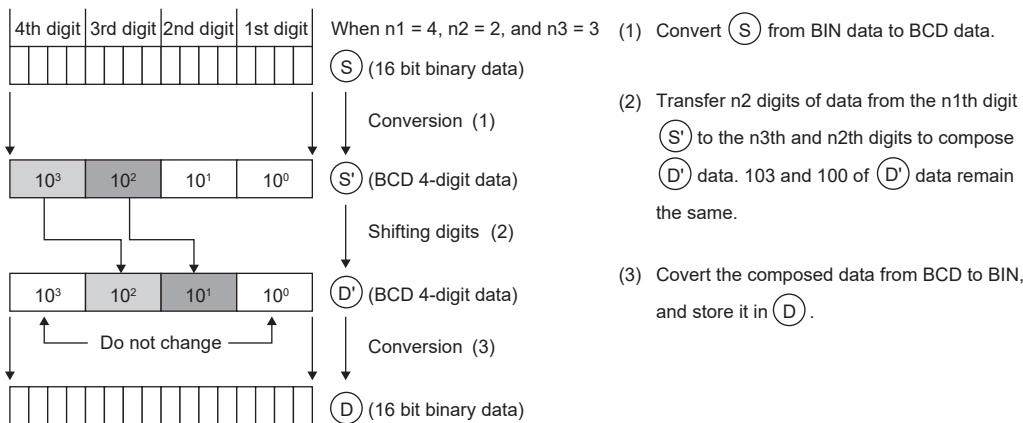 4th digit 3rd digit 2nd digit 1st digit
When n1 = 4, n2 = 2, and n3 = 3
S (16 bit binary data)
Conversion (1)
10³ 10² 10¹ 10⁰
S' (BCD 4-digit data)
Shifting digits (2)
10³ 10² 10¹ 10⁰
D' (BCD 4-digit data)
Do not change
Conversion (3)
D (16 bit binary data)
(1) Convert S from BIN data to BCD data.
(2) Transfer n2 digits of data from the n1th digit
S' to the n3th and n2th digits to compose
D' data. 103 and 100 of D' data remain
the same.
(3) Covert the composed data from BCD to BIN,
and store it in D .